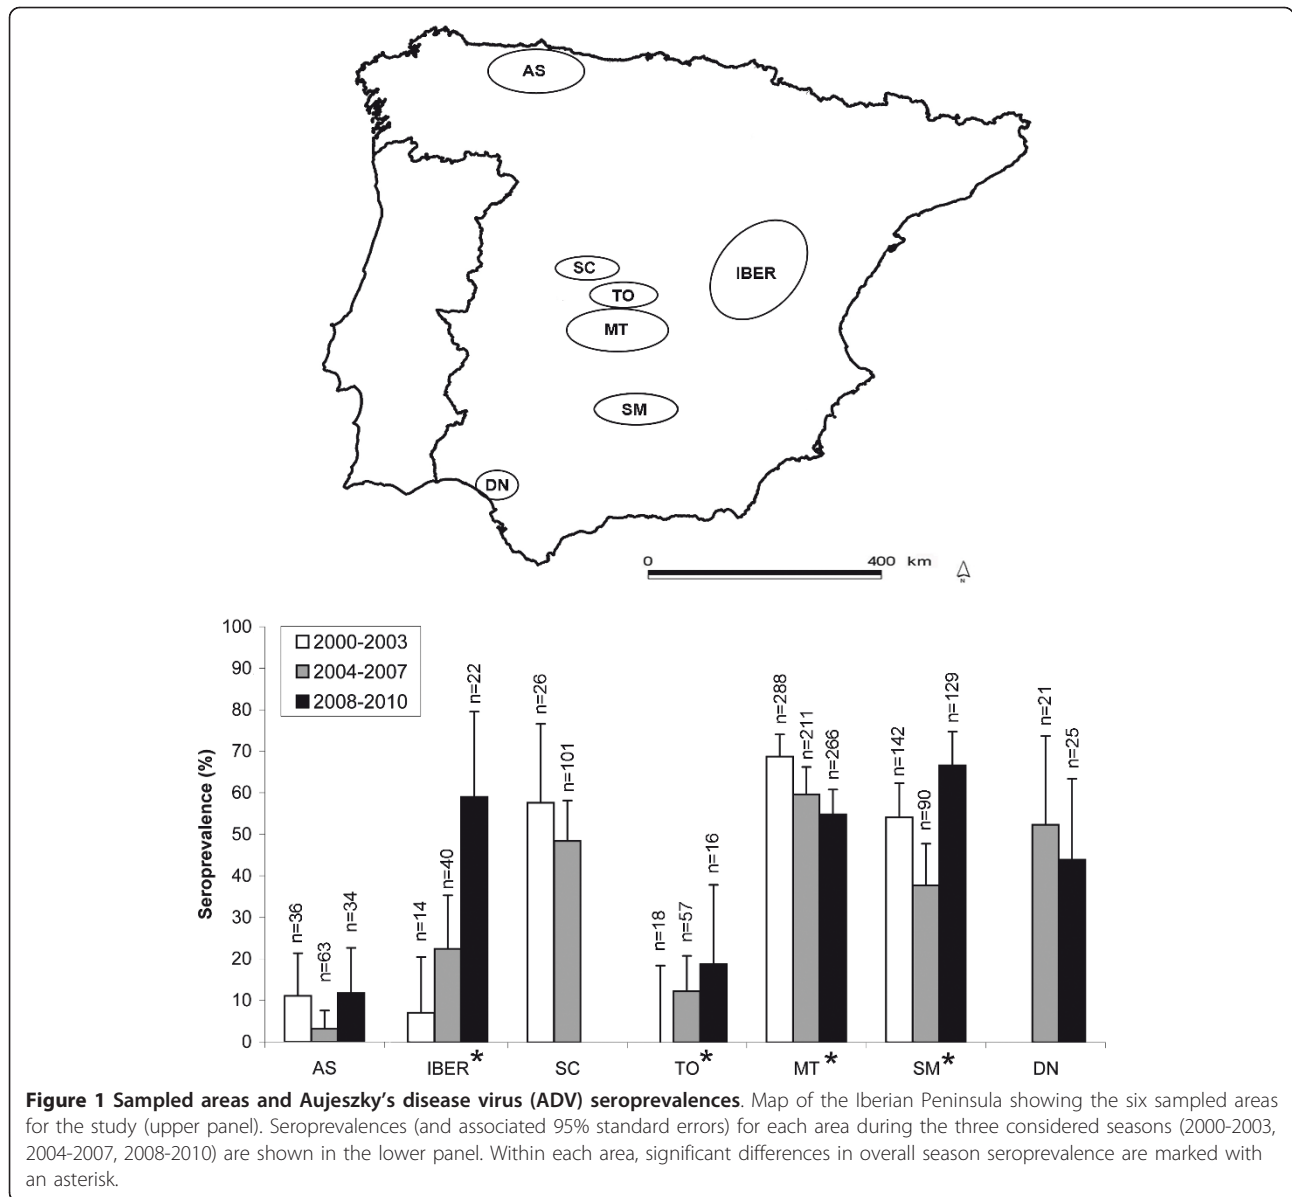 AS
SC
IBER
TO
MT
SM
DN
0 400 km
N
Seroprevalence (%)
100
90
80
70
60
50
40
30
20
10
0
2000-2003
2004-2007
2008-2010
n=36
n=63
n=34
n=14
n=40
n=22
n=26
n=101
n=18
n=57
n=16
n=288
n=211
n=266
n=142
n=90
n=129
n=21
n=25
AS IBER* SC TO* MT* SM* DN
Figure 1 Sampled areas and Aujeszky's disease virus (ADV) seroprevalences. Map of the Iberian Peninsula showing the six sampled areas
for the study (upper panel). Seroprevalences (and associated 95% standard errors) for each area during the three considered seasons (2000-2003,
2004-2007, 2008-2010) are shown in the lower panel. Within each area, significant differences in overall season seroprevalence are marked with
an asterisk.